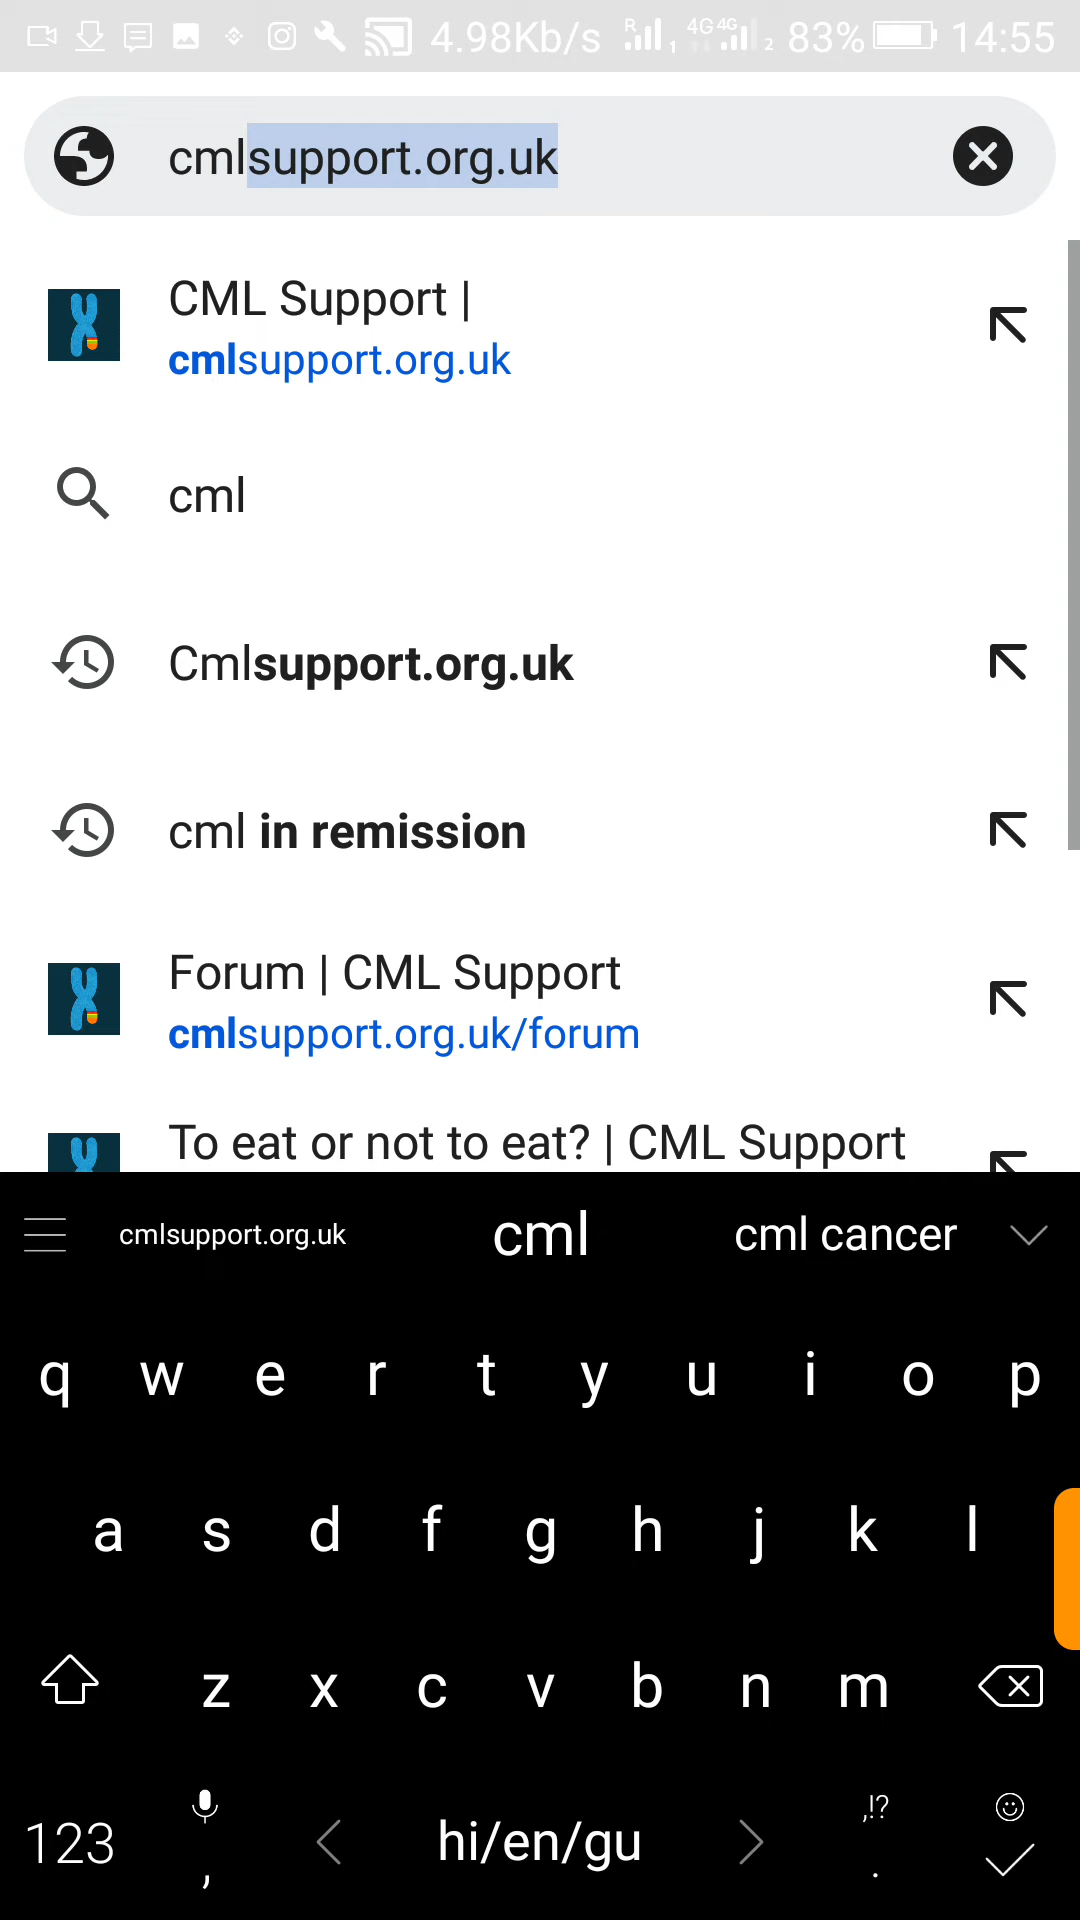 4.98Kb/s R 1 4G 4G 2 83% 14:55
cmlsupport.org.uk
CML Support |
cmlsupport.org.uk
cml
Cmlsupport.org.uk
cml in remission
Forum | CML Support
cmlsupport.org.uk/forum
To eat or not to eat? | CML Support
cmlsupport.org.uk cml cml cancer
q w e r t y u i o p
a s d f g h j k l
z x c v b n m
123 , hi/en/gu ,!? .